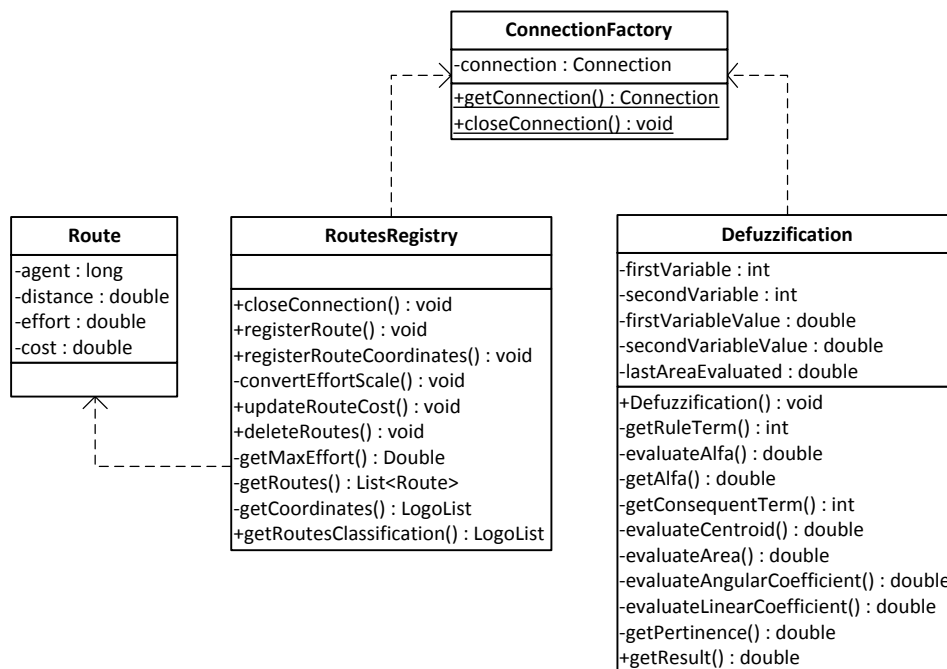 ConnectionFactory
-connection : Connection
+getConnection() : Connection
+closeConnection() : void
Route
-agent : long
-distance : double
-effort : double
-cost : double
RoutesRegistry
+closeConnection() : void
+registerRoute() : void
+registerRouteCoordinates() : void
-convertEffortScale() : void
+updateRouteCost() : void
+deleteRoutes() : void
-getMaxEffort() : Double
-getRoutes() : List<Route>
-getCoordinates() : LogoList
+getRoutesClassification() : LogoList
Defuzzification
-firstVariable : int
-secondVariable : int
-firstVariableValue : double
-secondVariableValue : double
-lastAreaEvaluated : double
+Defuzzification() : void
-getRuleTerm() : int
-evaluateAlfa() : double
-getAlfa() : double
-getConsequentTerm() : int
-evaluateCentroid() : double
-evaluateArea() : double
-evaluateAngularCoefficient() : double
-evaluateLinearCoefficient() : double
-getPertinence() : double
+getResult() : double